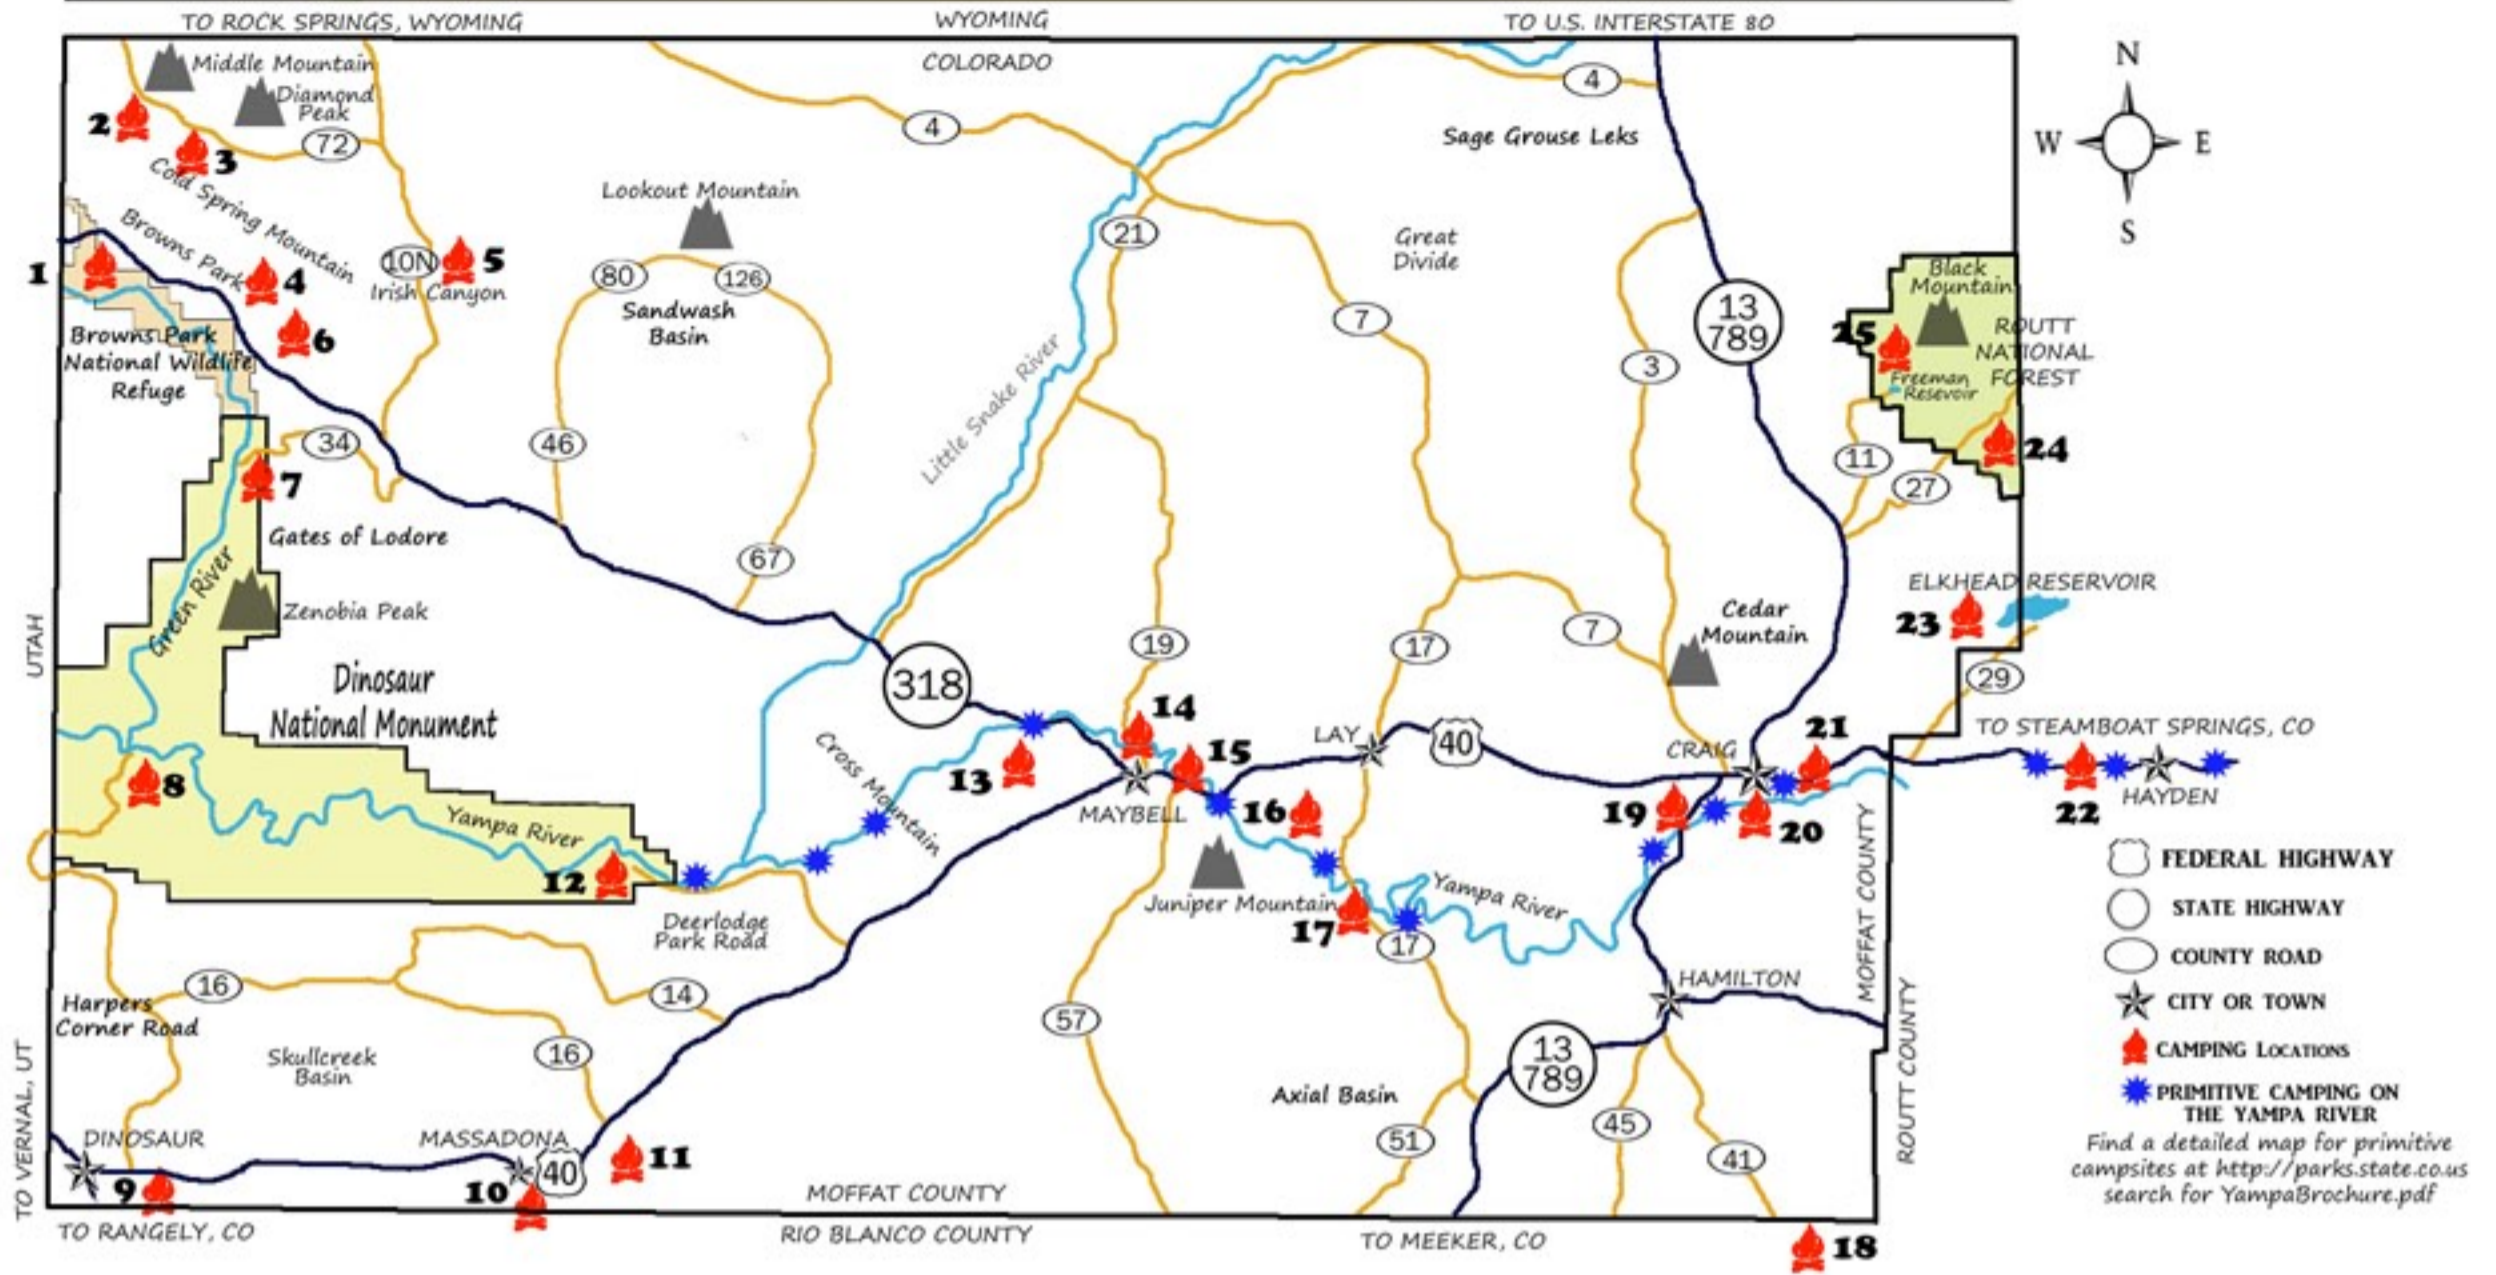 TO ROCK SPRINGS, WYOMING
WYOMING
TO U.S. INTERSTATE 80
COLORADO
Middle Mountain
Diamond
Peak
2
3
72
4
4
Sage Grouse Leks
N
W
E
S
Cold Spring Mountain
Browns Park
Lookout Mountain
1
4
10N
5
Irish Canyon
6
80
126
Sandwash
Basin
21
Great
Divide
7
13
789
3
Black
Mountain
25
ROUTT
NATIONAL
FOREST
Freeman
Resevoir
Browns Park
National Wildlife
Refuge
34
7
46
Little Snake River
11
27
24
Gates of Lodore
67
Green River
Zenobia Peak
UTAH
Dinosaur
National Monument
318
19
17
7
Cedar
Mountain
ELKHEAD RESERVOIR
23
29
14
15
LAY
40
CRAIG
21
TO STEAMBOAT SPRINGS, CO
8
Cross Mountain
13
MAYBELL
16
19
20
22
HAYDEN
Yampa River
12
Juniper Mountain
17
17
Yampa River
MOFFAT COUNTY
ROUTT COUNTY
FEDERAL HIGHWAY
STATE HIGHWAY
COUNTY ROAD
CITY OR TOWN
CAMPING LOCATIONS
PRIMITIVE CAMPING ON
THE YAMPA RIVER
Find a detailed map for primitive
campsites at http://parks.state.co.us
search for YampaBrochure.pdf
Deerlodge
Park Road
16
14
Harpers
Corner Road
Skullcreek
Basin
16
57
HAMILTON
13
789
Axial Basin
51
45
41
TO VERNAL, UT
DINOSAUR
9
MASSADONA
10
40
11
MOFFAT COUNTY
TO RANGELY, CO
RIO BLANCO COUNTY
TO MEEKER, CO
18